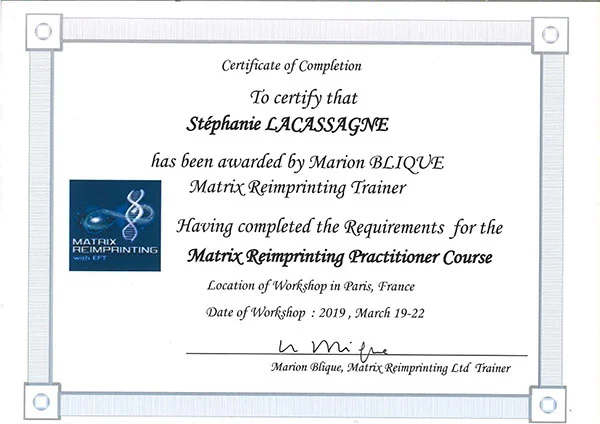 Certificate of Completion
To certify that
Stéphanie LACASSAGNE
has been awarded by Marion BLIQUE
Matrix Reimprinting Trainer
MATRIX
REIMPRINTING
with EFT
Having completed the Requirements for the
Matrix Reimprinting Practitioner Course
Location of Workshop in Paris, France
Date of Workshop : 2019 , March 19-22
Marion Blique, Matrix Reimprinting Ltd Trainer